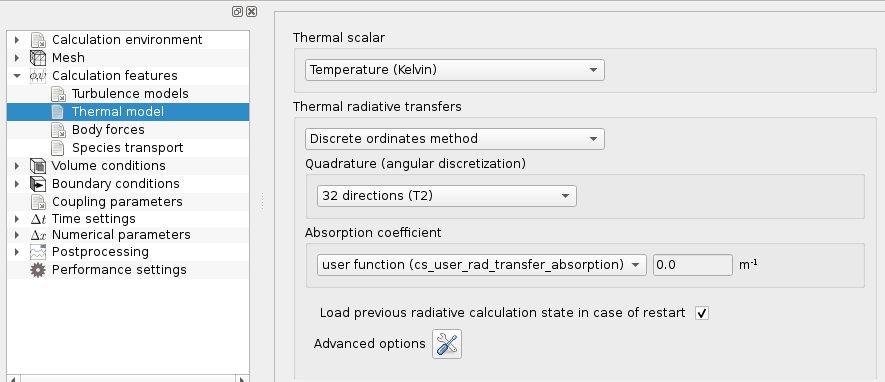 Calculation environment
Mesh
Calculation features
Turbulence models
Thermal model
Body forces
Species transport
Volume conditions
Boundary conditions
Coupling parameters
Δt Time settings
Δx Numerical parameters
Postprocessing
Performance settings
Thermal scalar
Temperature (Kelvin)
Thermal radiative transfers
Discrete ordinates method
Quadrature (angular discretization)
32 directions (T2)
Absorption coefficient
user function (cs_user_rad_transfer_absorption) 0.0 m⁻¹
Load previous radiative calculation state in case of restart
Advanced options